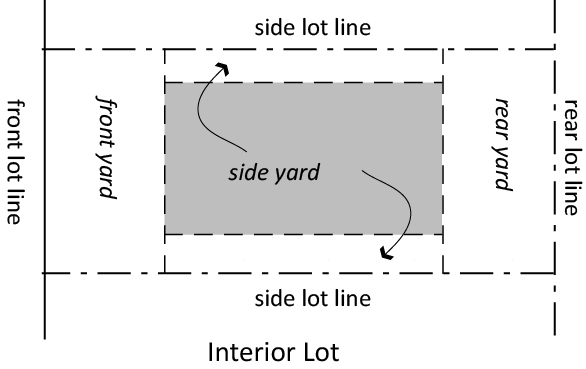 side lot line
front lot line
front yard
side yard
rear yard
rear lot line
side lot line
Interior Lot